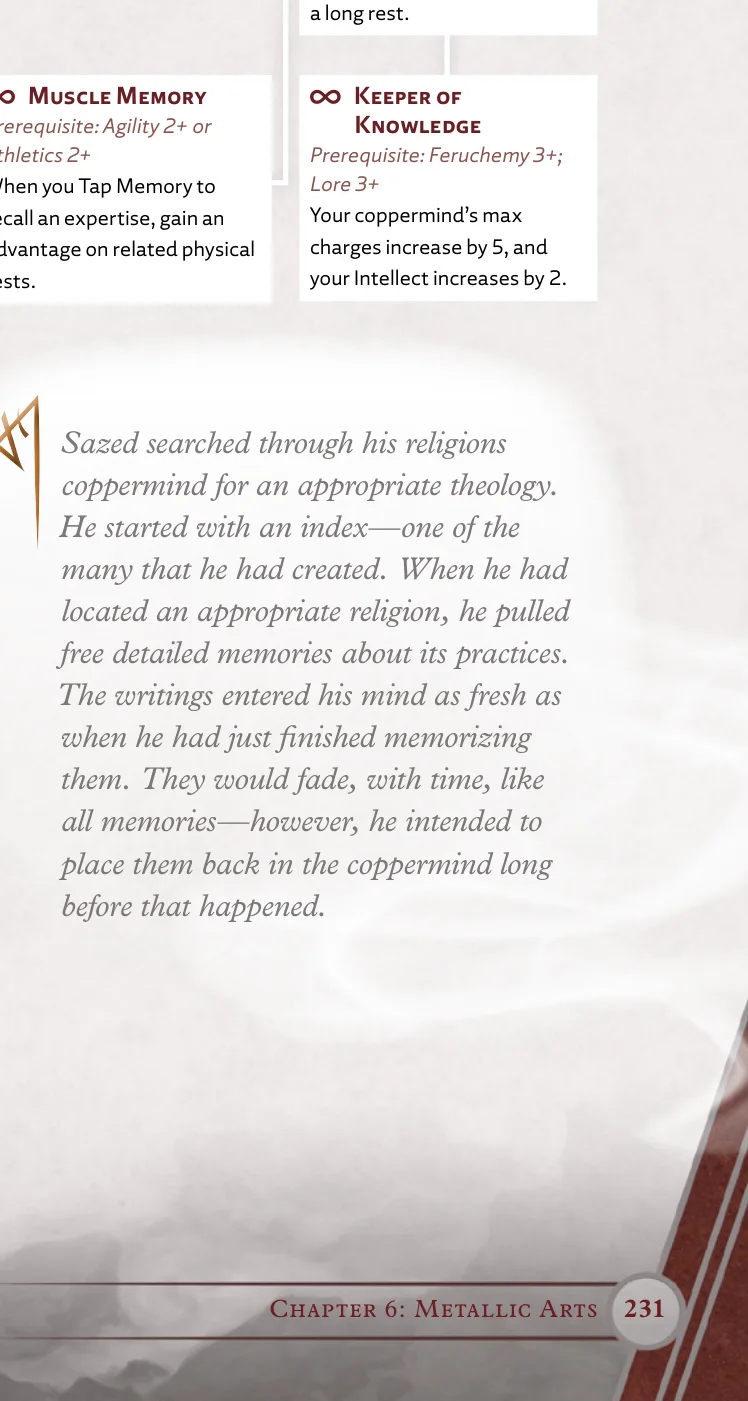 a long rest.
Muscle Memory
rerequisite: Agility 2+ or
thletics 2+
hen you Tap Memory to
ecall an expertise, gain an
dvantage on related physical
ests.
∞ Keeper of
Knowledge
Prerequisite: Feruchemy 3+;
Lore 3+
Your coppermind’s max
charges increase by 5, and
your Intellect increases by 2.
Sazed searched through his religions
coppermind for an appropriate theology.
He started with an index—one of the
many that he had created. When he had
located an appropriate religion, he pulled
free detailed memories about its practices.
The writings entered his mind as fresh as
when he had just finished memorizing
them. They would fade, with time, like
all memories—however, he intended to
place them back in the coppermind long
before that happened.
Chapter 6: Metallic Arts 231